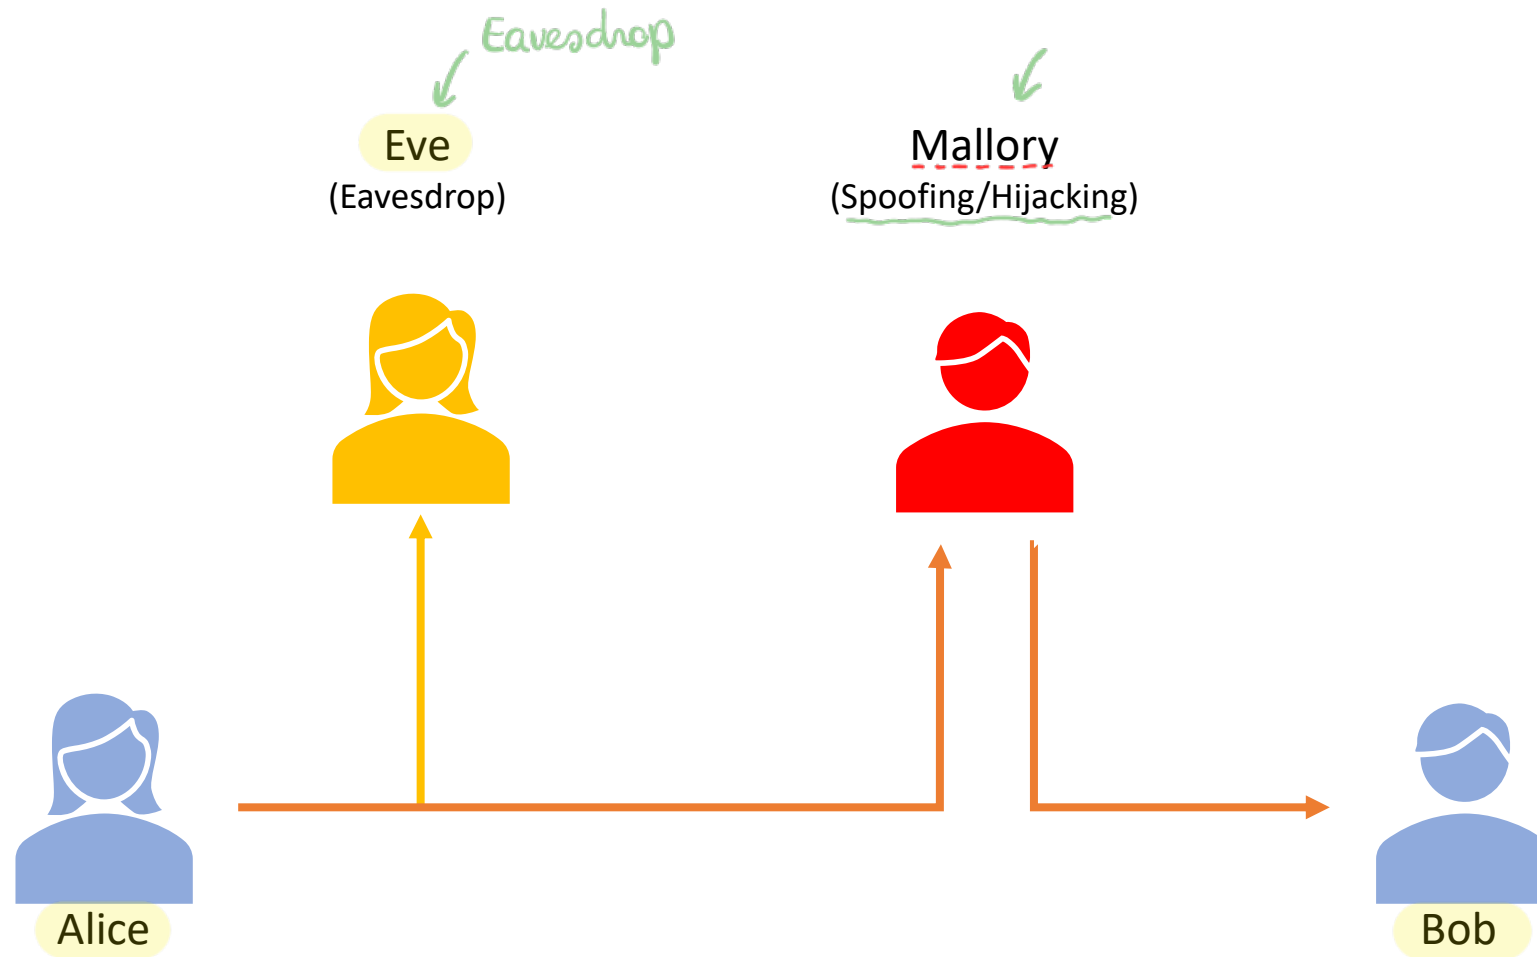 Eavesdrop
Eve
(Eavesdrop)
Mallory
(Spoofing/Hijacking)
Alice
Bob